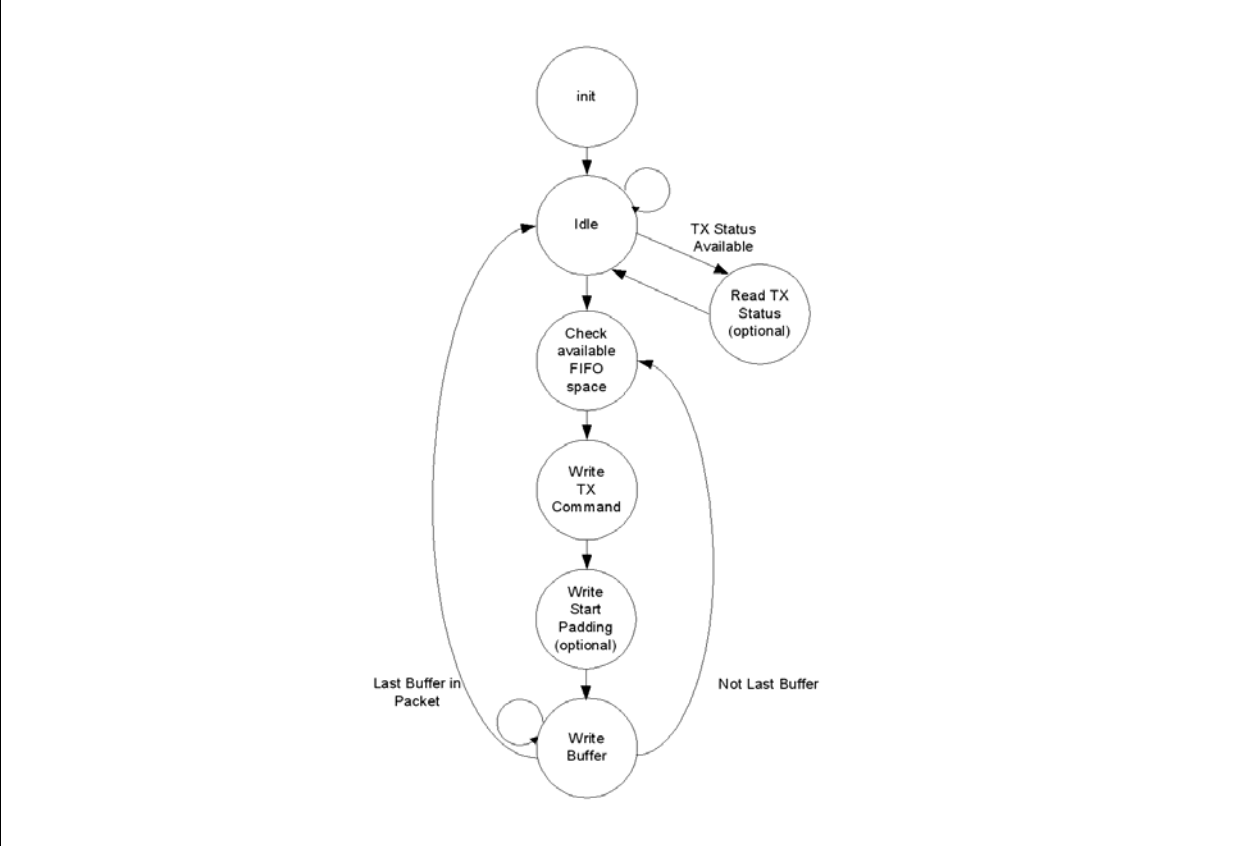 init
Idle
TX Status
Available
Read TX
Status
(optional)
Check
available
FIFO
space
Write
TX
Command
Write
Start
Padding
(optional)
Last Buffer in
Packet
Not Last Buffer
Write
Buffer